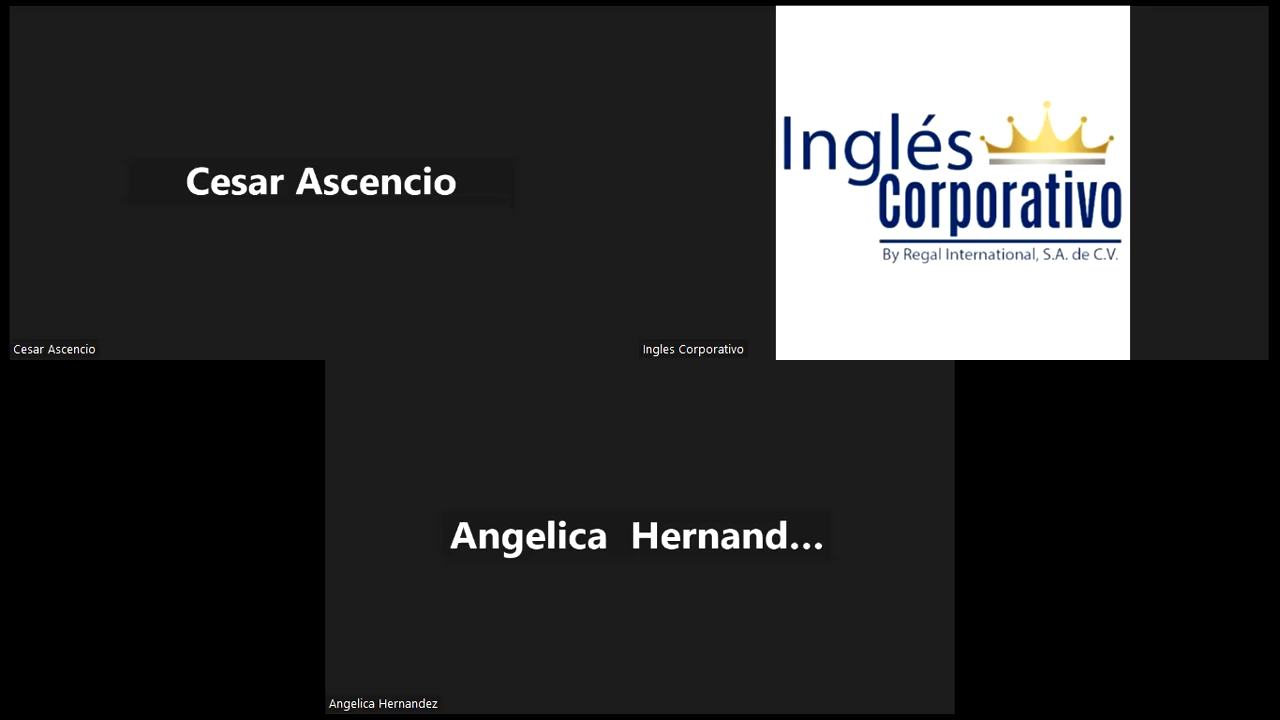 Cesar Ascencio
Cesar Ascencio
Inglés
Corporativo
By Regal International, S.A. de C.V.
Ingles Corporativo
Angelica Hernand...
Angelica Hernandez